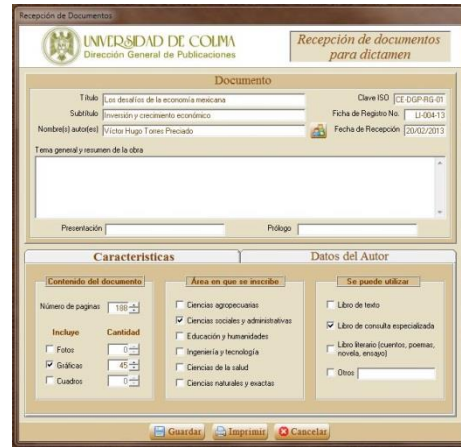 Recepción de Documentos
UNIVERSIDAD DE COLIMA
Dirección General de Publicaciones
Recepción de documentos
para dictamen
Documento
Título Los desafíos de la economía mexicana
Clave ISO CE-DGP-RG-01
Subtítulo Inversión y crecimiento económico
Ficha de Registro No. LI-004-13
Nombre(s) autor(es) Víctor Hugo Torres Preciado
Fecha de Recepción 20/02/2013
Tema general y resumen de la obra
Presentación
Prólogo
Caracteristicas
Datos del Autor
Contenido del documento
Número de paginas 186
Incluye Cantidad
Fotos 0
Gráficas 45
Cuadros 0
Área en que se inscribe
Ciencias agropecuarias
Ciencias sociales y administrativas
Educación y humanidades
Ingeniería y tecnología
Ciencias de la salud
Ciencias naturales y exactas
Se puede utilizar
Libro de texto
Libro de consulta especializada
Libro literario (cuentos, poemas,
novela, ensayo)
Otros
Guardar Imprimir Cancelar